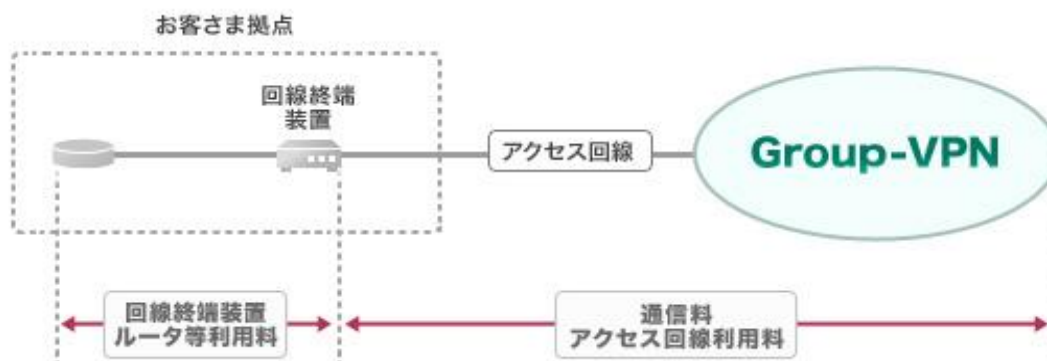 お客さま拠点
回線終端
装置
アクセス回線
Group-VPN
回線終端装置
ルータ等利用料
通信料
アクセス回線利用料